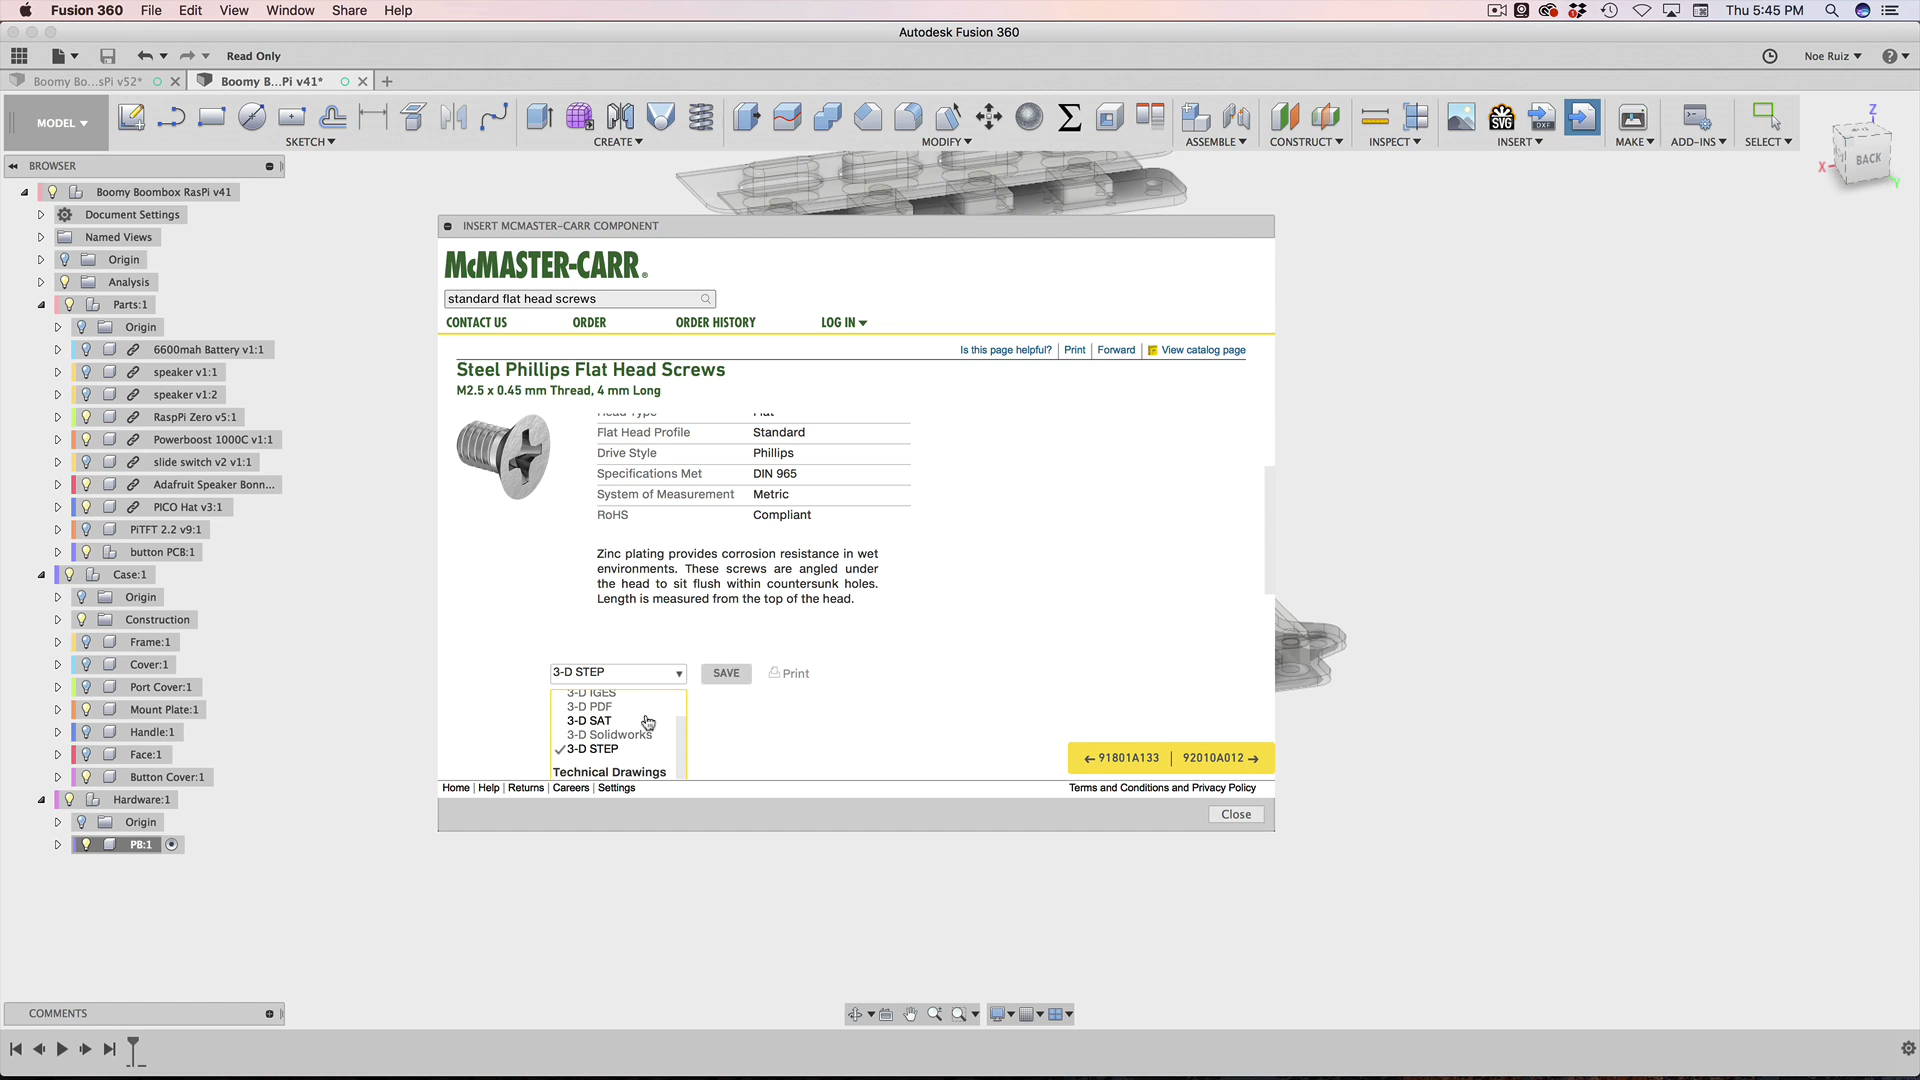 Fusion 360 File Edit View Window Share Help Thu 5:45 PM
Autodesk Fusion 360
Read Only Noe Ruiz
Boomy Bo...sPi v52* Boomy B...Pi v41*
MODEL SKETCH CREATE MODIFY ASSEMBLE CONSTRUCT INSPECT INSERT MAKE ADD-INS SELECT
SVG DXF
Z
BACK
X
Y
BROWSER
Boomy Boombox RasPi v41
Document Settings
Named Views
Origin
Analysis
Parts:1
Origin
6600mah Battery v1:1
speaker v1:1
speaker v1:2
RaspPi Zero v5:1
Powerboost 1000C v1:1
slide switch v2 v1:1
Adafruit Speaker Bonn...
PICO Hat v3:1
PiTFT 2.2 v9:1
button PCB:1
Case:1
Origin
Construction
Frame:1
Cover:1
Port Cover:1
Mount Plate:1
Handle:1
Face:1
Button Cover:1
Hardware:1
Origin
PB:1
INSERT MCMASTER-CARR COMPONENT
McMASTER-CARR®
standard flat head screws
CONTACT US ORDER ORDER HISTORY LOG IN
Is this page helpful? Print Forward View catalog page
Steel Phillips Flat Head Screws
M2.5 x 0.45 mm Thread, 4 mm Long
Head Type Flat
Flat Head Profile Standard
Drive Style Phillips
Specifications Met DIN 965
System of Measurement Metric
RoHS Compliant
Zinc plating provides corrosion resistance in wet
environments. These screws are angled under
the head to sit flush within countersunk holes.
Length is measured from the top of the head.
3-D STEP SAVE Print
3-D IGES
3-D PDF
3-D SAT
3-D Solidworks
3-D STEP
Technical Drawings
91801A133 | 92010A012
Home | Help | Returns | Careers | Settings Terms and Conditions and Privacy Policy
Close
COMMENTS